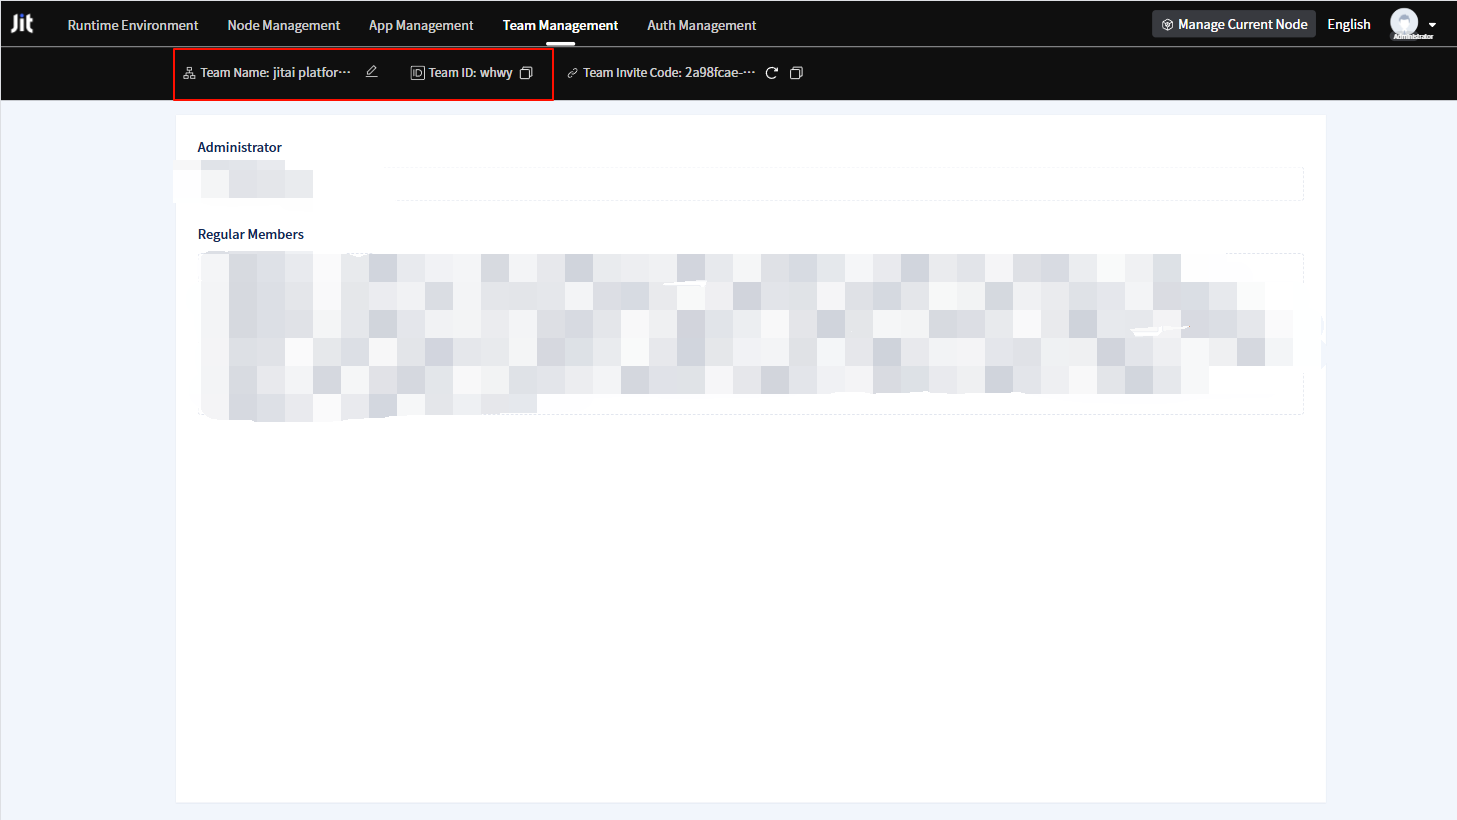 Jit Runtime Environment Node Management App Management Team Management Auth Management Manage Current Node English
Administrator
Team Name: jitai platfor··· ID Team ID: whwy Team Invite Code: 2a98fcae-···
Administrator
Regular Members